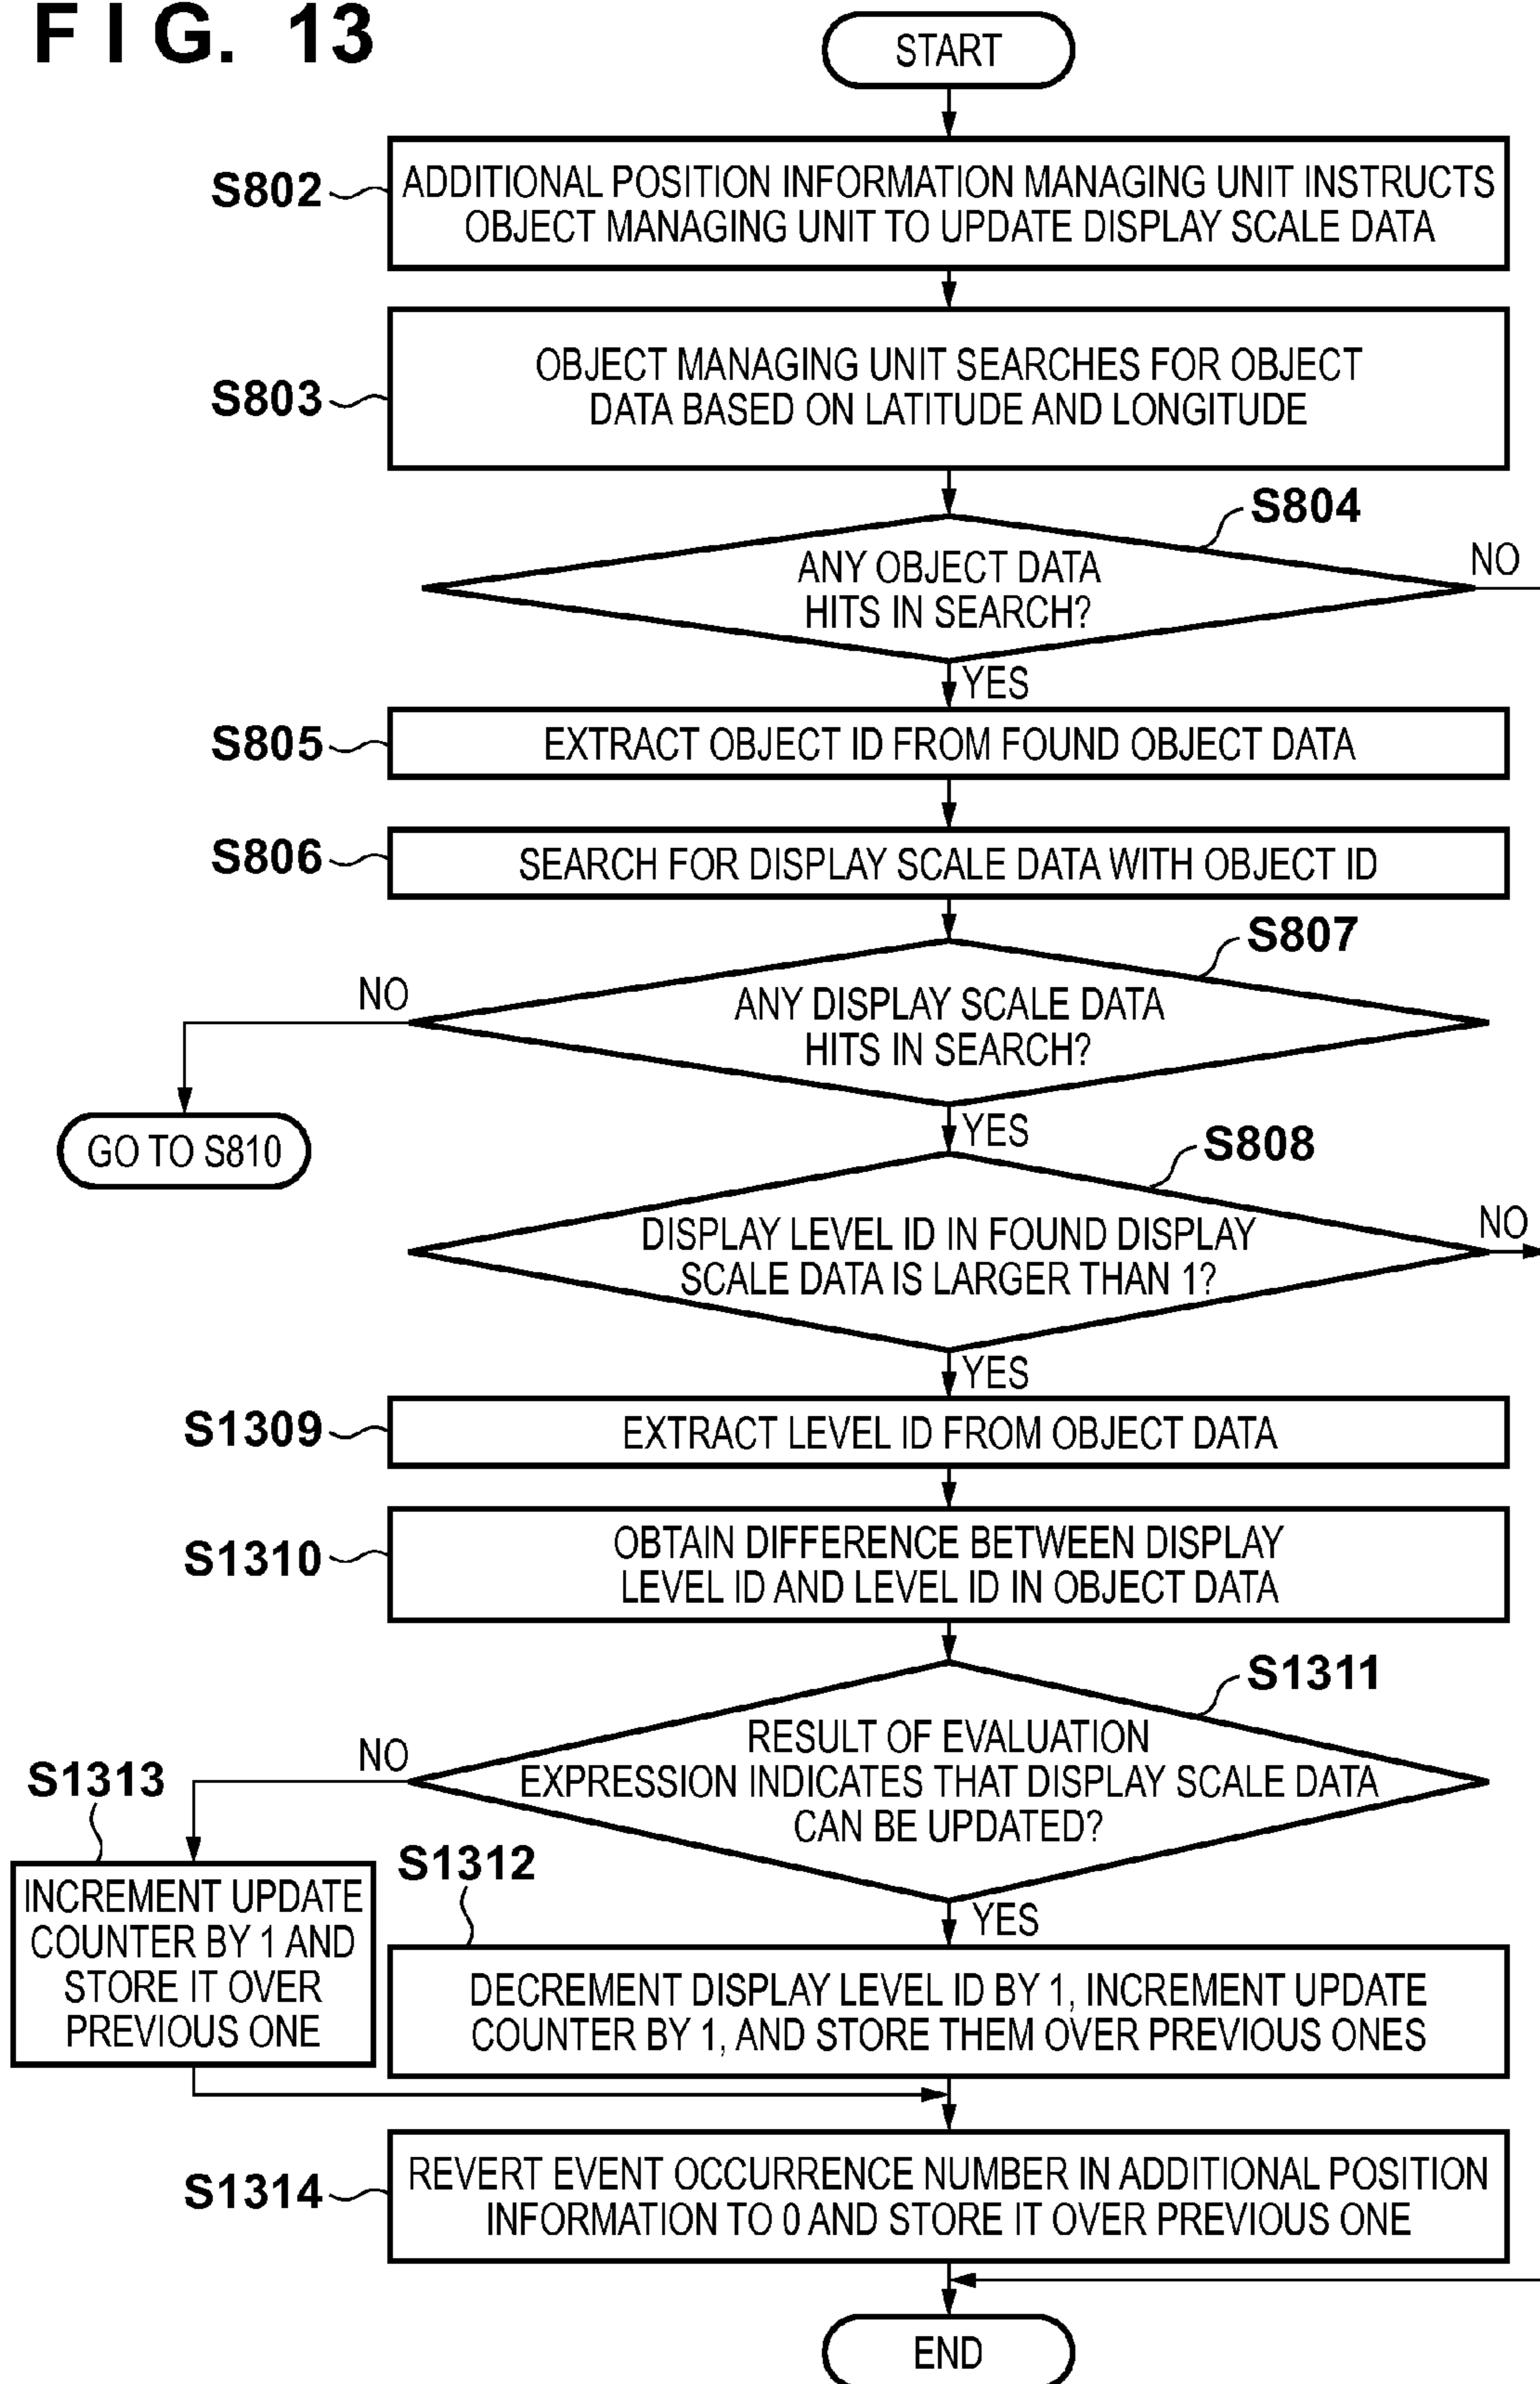 FIG. 13
START
S802
ADDITIONAL POSITION INFORMATION MANAGING UNIT INSTRUCTS
OBJECT MANAGING UNIT TO UPDATE DISPLAY SCALE DATA
S803
OBJECT MANAGING UNIT SEARCHES FOR OBJECT
DATA BASED ON LATITUDE AND LONGITUDE
S804
ANY OBJECT DATA
HITS IN SEARCH?
NO
YES
S805
EXTRACT OBJECT ID FROM FOUND OBJECT DATA
S806
SEARCH FOR DISPLAY SCALE DATA WITH OBJECT ID
S807
NO
ANY DISPLAY SCALE DATA
HITS IN SEARCH?
GO TO S810
YES
S808
DISPLAY LEVEL ID IN FOUND DISPLAY
SCALE DATA IS LARGER THAN 1?
NO
YES
S1309
EXTRACT LEVEL ID FROM OBJECT DATA
S1310
OBTAIN DIFFERENCE BETWEEN DISPLAY
LEVEL ID AND LEVEL ID IN OBJECT DATA
S1311
RESULT OF EVALUATION
EXPRESSION INDICATES THAT DISPLAY SCALE DATA
CAN BE UPDATED?
NO
S1313
INCREMENT UPDATE
COUNTER BY 1 AND
STORE IT OVER
PREVIOUS ONE
YES
S1312
DECREMENT DISPLAY LEVEL ID BY 1, INCREMENT UPDATE
COUNTER BY 1, AND STORE THEM OVER PREVIOUS ONES
S1314
REVERT EVENT OCCURRENCE NUMBER IN ADDITIONAL POSITION
INFORMATION TO 0 AND STORE IT OVER PREVIOUS ONE
END